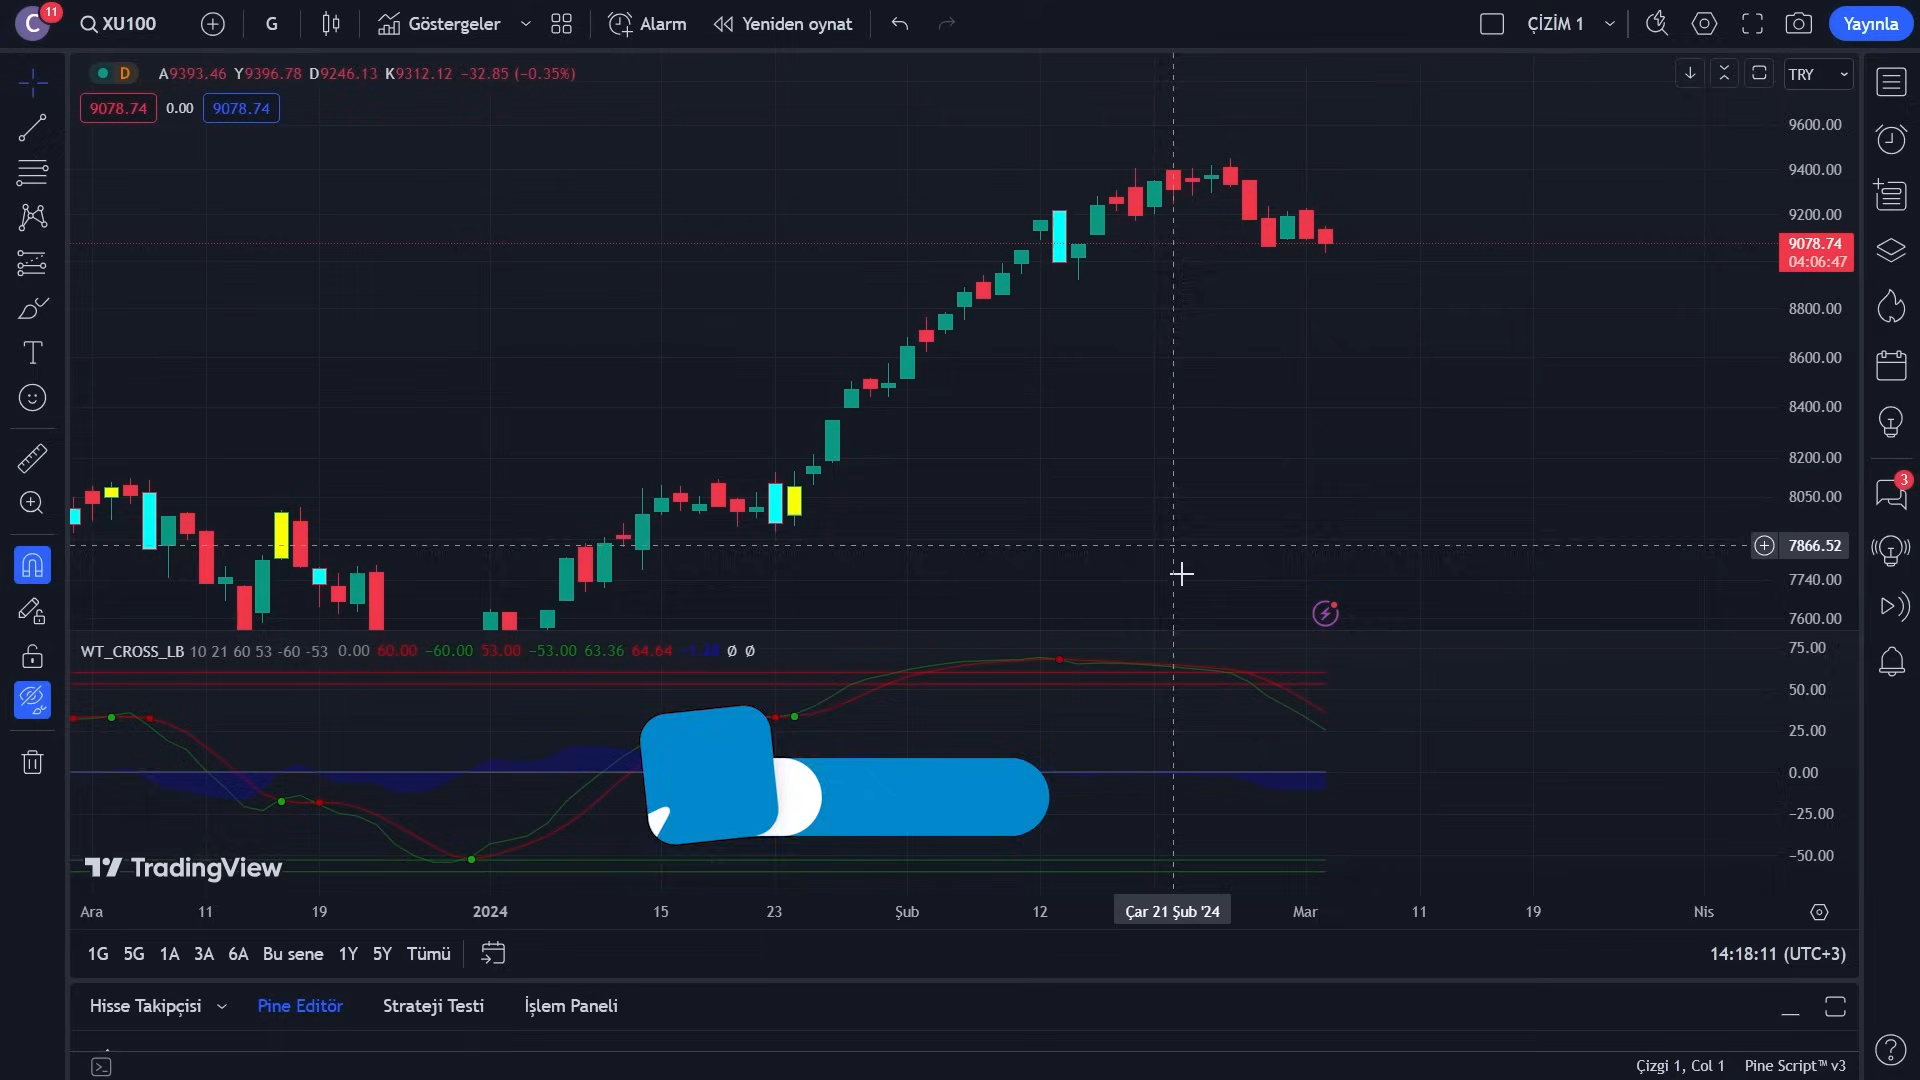 C
11
XU100
G
Göstergeler
Alarm
Yeniden oynat
ÇİZİM 1
Yayınla
D
A9393.46 Y9396.78 D9246.13 K9312.12 −32.85 (−0.35%)
TRY
9078.74
0.00
9078.74
9600.00
9400.00
9200.00
9078.74
04:06:47
8800.00
8600.00
8400.00
8200.00
8050.00
7866.52
7740.00
7600.00
3
WT_CROSS_LB 10 21 60 53 -60 -53 0.00 60.00 −60.00 53.00 −53.00 63.36 64.64 −1.28 Ø Ø
75.00
50.00
25.00
0.00
−25.00
−50.00
TradingView
Ara
11
19
2024
15
23
Şub
12
Çar 21 Şub '24
Mar
11
19
Nis
1G 5G 1A 3A 6A Bu sene 1Y 5Y Tümü
14:18:11 (UTC+3)
Hisse Takipçisi
Pine Editör
Strateji Testi
İşlem Paneli
Çizgi 1, Col 1
Pine Script™ v3